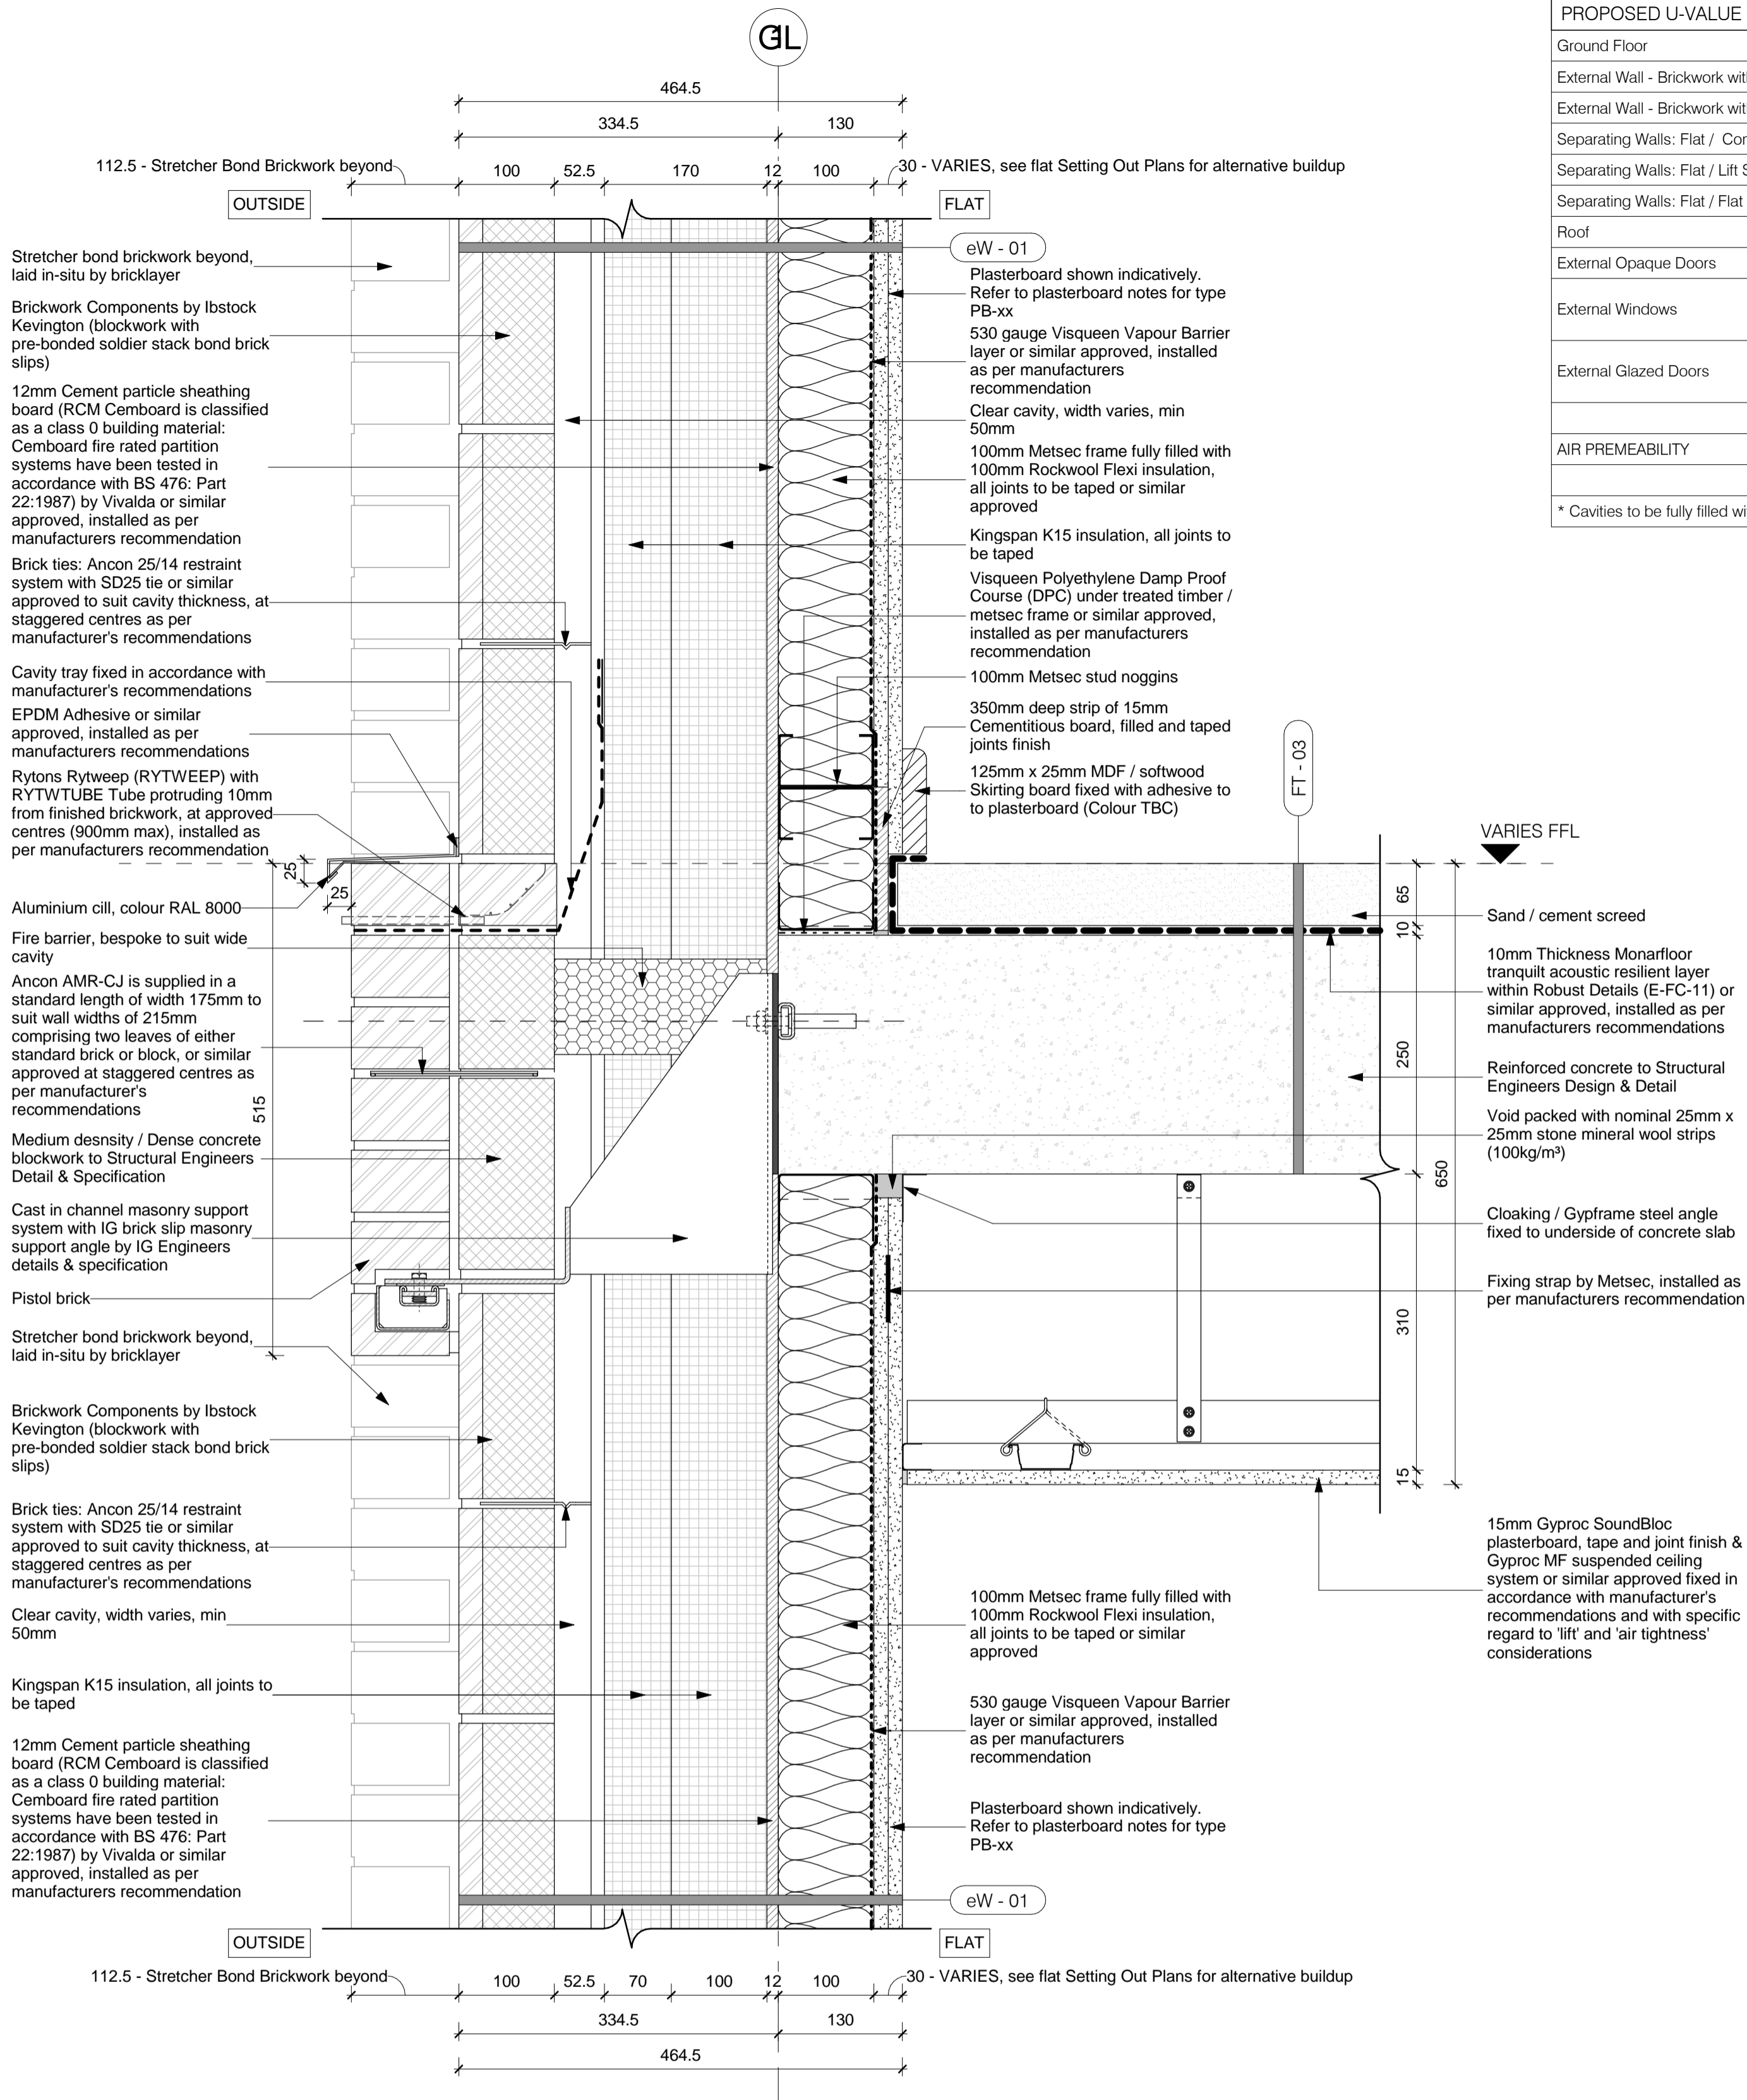 GL
464.5
334.5
130
112.5 - Stretcher Bond Brickwork beyond
100
52.5
170
12
100
30 - VARIES, see flat Setting Out Plans for alternative buildup
OUTSIDE
FLAT
eW - 01
Stretcher bond brickwork beyond,
laid in-situ by bricklayer
Brickwork Components by Ibstock
Kevington (blockwork with
pre-bonded soldier stack bond brick
slips)
12mm Cement particle sheathing
board (RCM Cemboard is classified
as a class 0 building material:
Cemboard fire rated partition
systems have been tested in
accordance with BS 476: Part
22:1987) by Vivalda or similar
approved, installed as per
manufacturers recommendation
Brick ties: Ancon 25/14 restraint
system with SD25 tie or similar
approved to suit cavity thickness, at
staggered centres as per
manufacturer's recommendations
Cavity tray fixed in accordance with
manufacturer's recommendations
EPDM Adhesive or similar
approved, installed as per
manufacturers recommendations
Rytons Rytweep (RYTWEEP) with
RYTWTUBE Tube protruding 10mm
from finished brickwork, at approved
centres (900mm max), installed as
per manufacturers recommendation
25
25
Aluminium cill, colour RAL 8000
Fire barrier, bespoke to suit wide
cavity
Ancon AMR-CJ is supplied in a
standard length of width 175mm to
suit wall widths of 215mm
comprising two leaves of either
standard brick or block, or similar
approved at staggered centres as
per manufacturer's
recommendations
515
Medium desnsity / Dense concrete
blockwork to Structural Engineers
Detail & Specification
Cast in channel masonry support
system with IG brick slip masonry
support angle by IG Engineers
details & specification
Pistol brick
Stretcher bond brickwork beyond,
laid in-situ by bricklayer
Brickwork Components by Ibstock
Kevington (blockwork with
pre-bonded soldier stack bond brick
slips)
Brick ties: Ancon 25/14 restraint
system with SD25 tie or similar
approved to suit cavity thickness, at
staggered centres as per
manufacturer's recommendations
Clear cavity, width varies, min
50mm
Kingspan K15 insulation, all joints to
be taped
12mm Cement particle sheathing
board (RCM Cemboard is classified
as a class 0 building material:
Cemboard fire rated partition
systems have been tested in
accordance with BS 476: Part
22:1987) by Vivalda or similar
approved, installed as per
manufacturers recommendation
Plasterboard shown indicatively.
Refer to plasterboard notes for type
PB-xx
530 gauge Visqueen Vapour Barrier
layer or similar approved, installed
as per manufacturers
recommendation
Clear cavity, width varies, min
50mm
100mm Metsec frame fully filled with
100mm Rockwool Flexi insulation,
all joints to be taped or similar
approved
Kingspan K15 insulation, all joints to
be taped
Visqueen Polyethylene Damp Proof
Course (DPC) under treated timber /
metsec frame or similar approved,
installed as per manufacturers
recommendation
100mm Metsec stud noggins
350mm deep strip of 15mm
Cementitious board, filled and taped
joints finish
125mm x 25mm MDF / softwood
Skirting board fixed with adhesive to
to plasterboard (Colour TBC)
FT - 03
VARIES FFL
65
10
250
650
310
15
Sand / cement screed
10mm Thickness Monarfloor
tranquilt acoustic resilient layer
within Robust Details (E-FC-11) or
similar approved, installed as per
manufacturers recommendations
Reinforced concrete to Structural
Engineers Design & Detail
Void packed with nominal 25mm x
25mm stone mineral wool strips
(100kg/m³)
Cloaking / Gypframe steel angle
fixed to underside of concrete slab
Fixing strap by Metsec, installed as
per manufacturers recommendation
15mm Gyproc SoundBloc
plasterboard, tape and joint finish &
Gyproc MF suspended ceiling
system or similar approved fixed in
accordance with manufacturer's
recommendations and with specific
regard to 'lift' and 'air tightness'
considerations
100mm Metsec frame fully filled with
100mm Rockwool Flexi insulation,
all joints to be taped or similar
approved
530 gauge Visqueen Vapour Barrier
layer or similar approved, installed
as per manufacturers
recommendation
Plasterboard shown indicatively.
Refer to plasterboard notes for type
PB-xx
eW - 01
OUTSIDE
FLAT
112.5 - Stretcher Bond Brickwork beyond
100
52.5
70
100
12
100
30 - VARIES, see flat Setting Out Plans for alternative buildup
334.5
130
464.5
PROPOSED U-VALUE
Ground Floor
External Wall - Brickwork
External Wall - Brickwork
Separating Walls: Flat /
Separating Walls: Flat / Lift
Separating Walls: Flat / Flat
Roof
External Opaque Doors
External Windows
External Glazed Doors
AIR PREMEABILITY
* Cavities to be fully filled